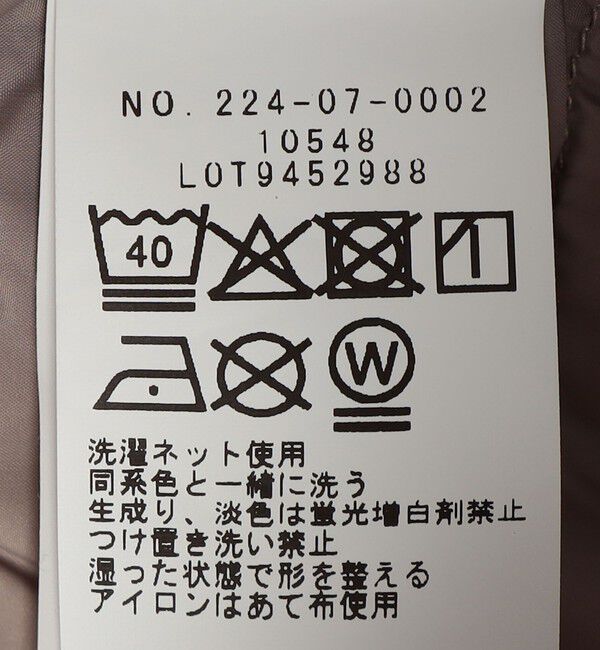 NO. 224-07-0002
10548
LOT9452988
40
W
洗濯ネット使用
同系色と一緒に洗う
生成り、淡色は蛍光増白剤禁止
つけ置き洗い禁止
湿った状態で形を整える
アイロンはあて布使用